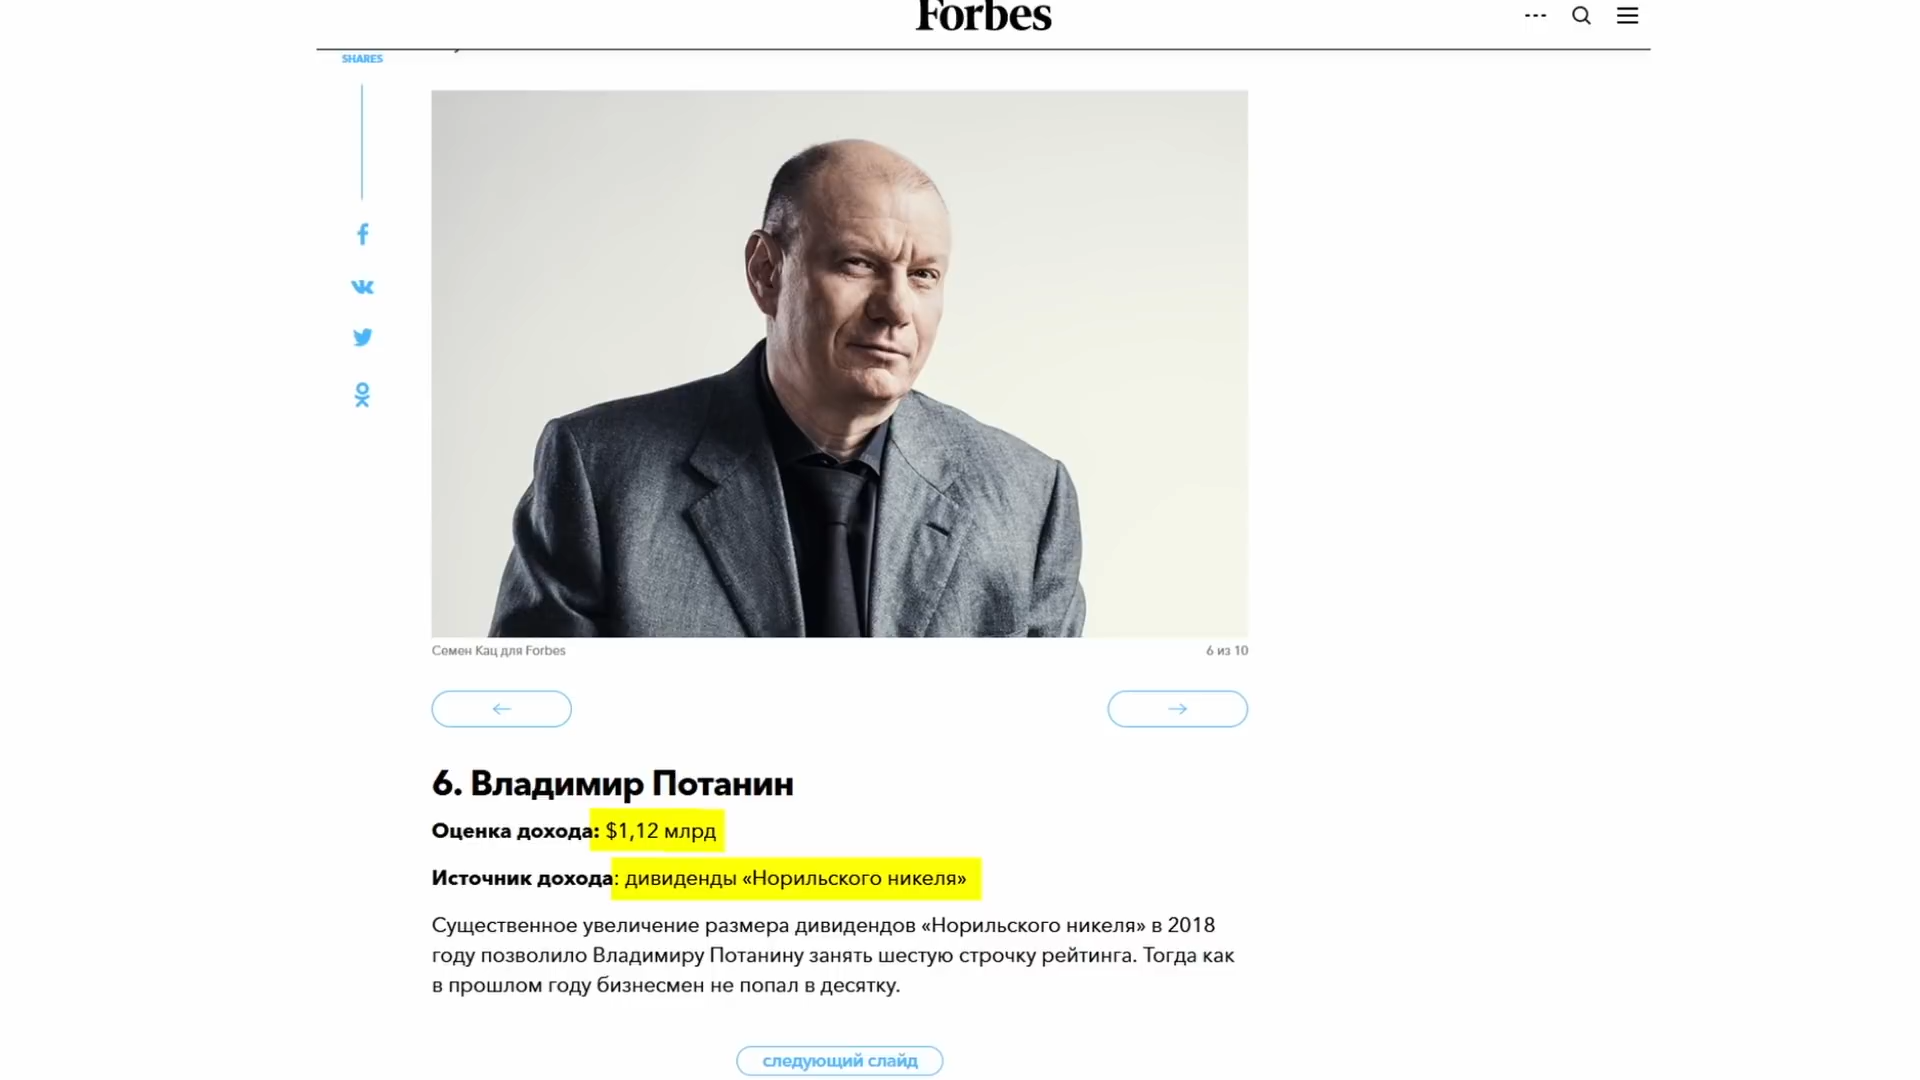 Forbes
SHARES
Семен Кац для Forbes
6 из 10
6. Владимир Потанин
Оценка дохода: $1,12 млрд
Источник дохода: дивиденды «Норильского никеля»
Существенное увеличение размера дивидендов «Норильского никеля» в 2018
году позволило Владимиру Потанину занять шестую строчку рейтинга. Тогда как
в прошлом году бизнесмен не попал в десятку.
следующий слайд